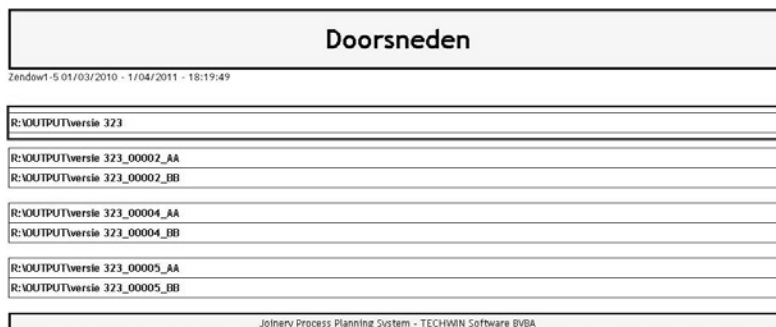 Doorsneden
Zendow1-5 01/03/2010 - 1/04/2011 - 18:19:49
R:\OUTPUT\versie 323
R:\OUTPUT\versie 323_00002_AA
R:\OUTPUT\versie 323_00002_BB
R:\OUTPUT\versie 323_00004_AA
R:\OUTPUT\versie 323_00004_BB
R:\OUTPUT\versie 323_00005_AA
R:\OUTPUT\versie 323_00005_BB
Joinery Process Planning System - TECHWIN Software BVBA